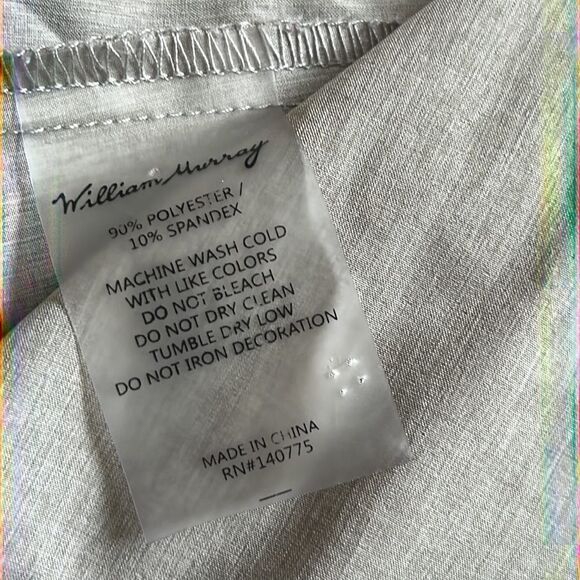 William Murray
90% POLYESTER /
10% SPANDEX
MACHINE WASH COLD
WITH LIKE COLORS
DO NOT BLEACH
DO NOT DRY CLEAN
TUMBLE DRY LOW
DO NOT IRON DECORATION
MADE IN CHINA
RN#140775